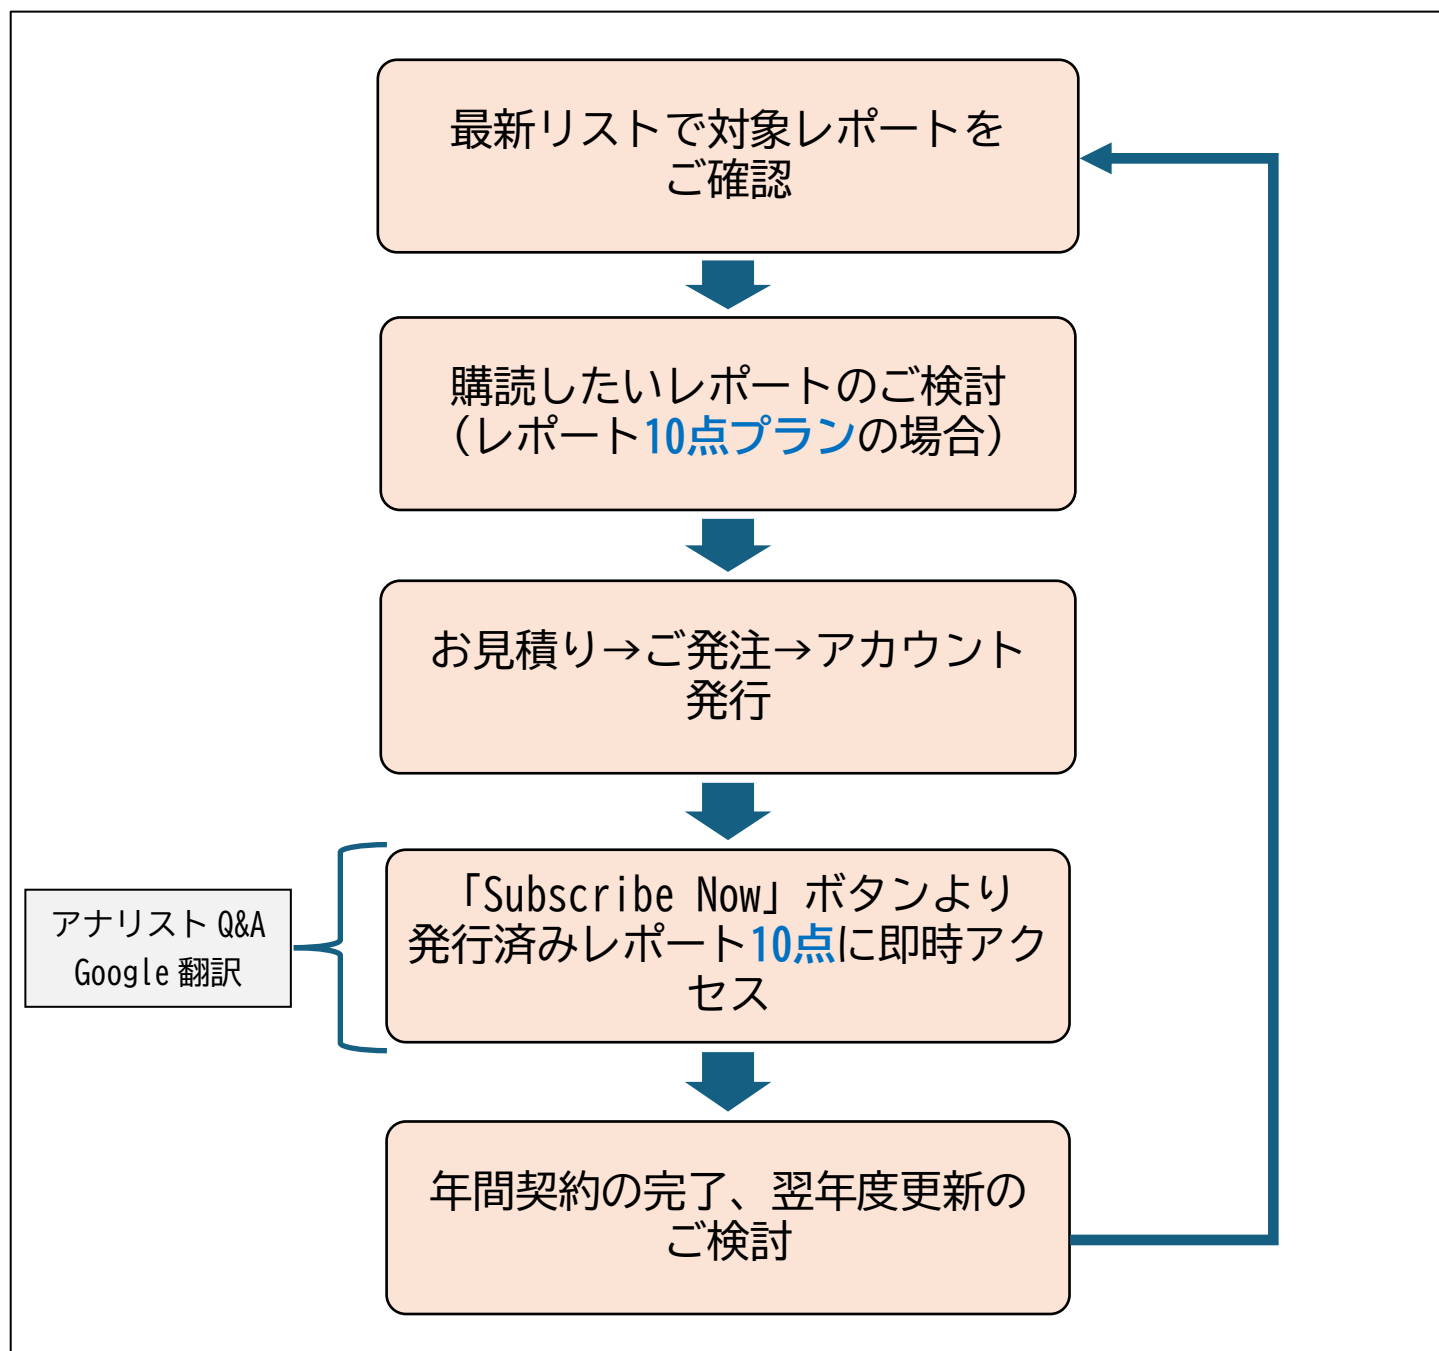 最新リストで対象レポートを
ご確認
購読したいレポートのご検討
（レポート10点プランの場合）
お見積り→ご発注→アカウント
発行
「Subscribe Now」ボタンより
発行済みレポート10点に即時アク
セス
アナリスト Q&A
Google 翻訳
年間契約の完了、翌年度更新の
ご検討